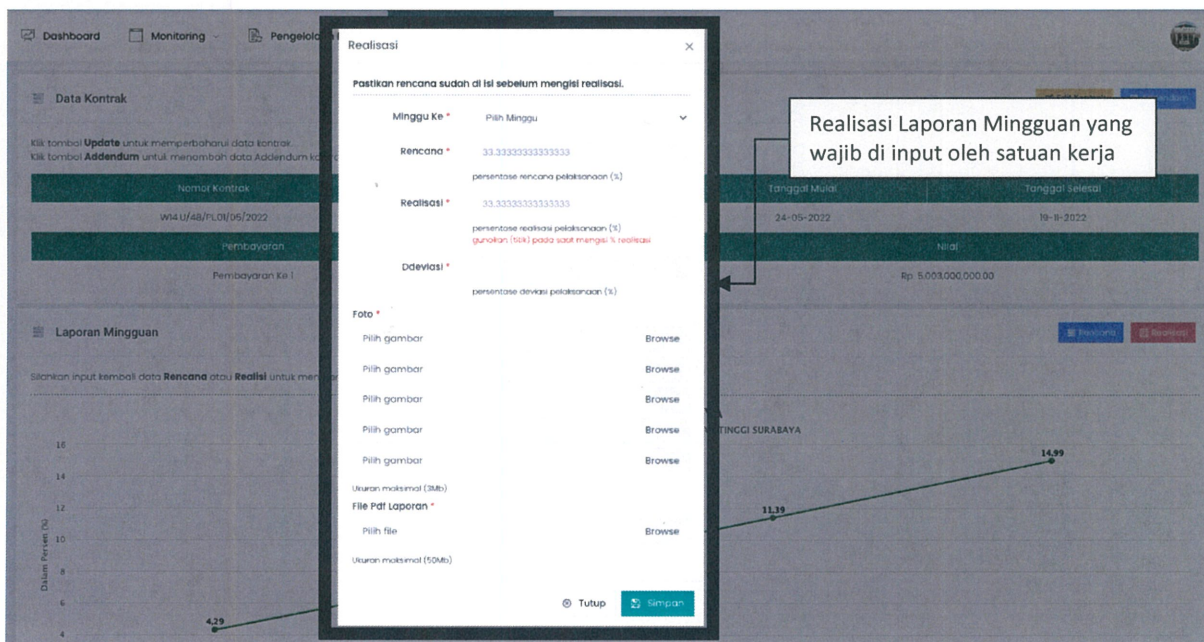 Dashboard
Monitoring
Realisasi
Data Kontrak
Pastikan rencana sudah di isi sebelum mengisi realisasi.
Klik tombol Update untuk memperbaharui data kontrak.
Klik tombol Addendum untuk menambah data Addendum
Minggu Ke * Pilih Minggu
Rencana * 33.33333333333333
persentase rencana pelaksanaan (%)
Realisasi * 33.33333333333333
persentase realisasi pelaksanaan (%)
gunakan (titik) pada saat mengisi % realisasi
Ddeviasi *
persentase deviasi pelaksanaan (%)
Realisasi Laporan Mingguan yang
wajib di input oleh satuan kerja
Nomor Kontrak
Tanggal Mulai
Tanggal Selesai
W14.U/48/PL.01/05/2022
24-05-2022
19-11-2022
Pembayaran
Nilai
Pembayaran Ke 1
Rp. 5.003.000.000.00
Foto *
Pilih gambar Browse
Pilih gambar Browse
Pilih gambar Browse
Pilih gambar Browse
Pilih gambar Browse
Ukuran maksimal (3Mb)
File Pdf Laporan *
Pilih file Browse
Ukuran maksimal (50Mb)
Tutup
Simpan
Laporan Mingguan
Rencana
Realisasi
Silahkan input kembali data Rencana atau Realisi untuk
TINGGI SURABAYA
Dalam Persen (%)
16
14
12
10
8
6
4
4,29
11,39
14,99